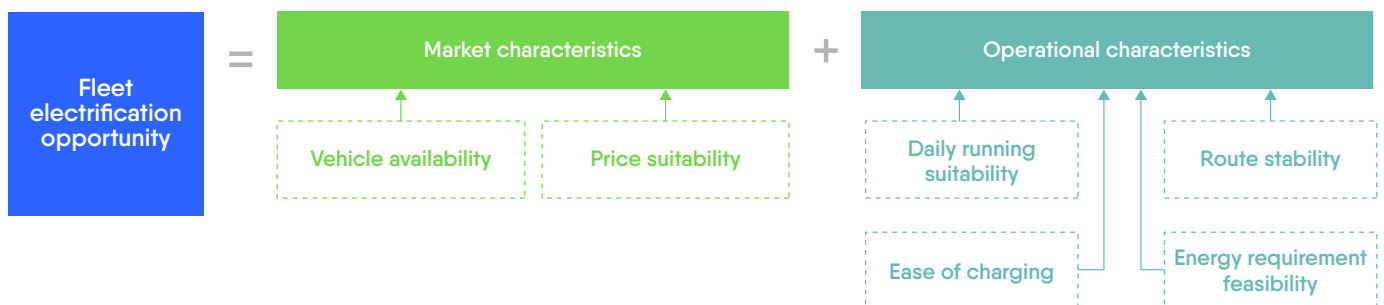 Fleet
electrification
opportunity
=
Market characteristics
+
Operational characteristics
Vehicle availability
Price suitability
Daily running
suitability
Route stability
Ease of charging
Energy requirement
feasibility